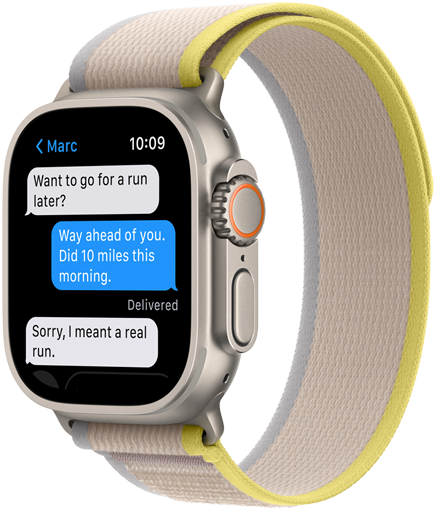 Marc
10:09
Want to go for a run
later?
Way ahead of you.
Did 10 miles this
morning.
Delivered
Sorry, I meant a real
run.